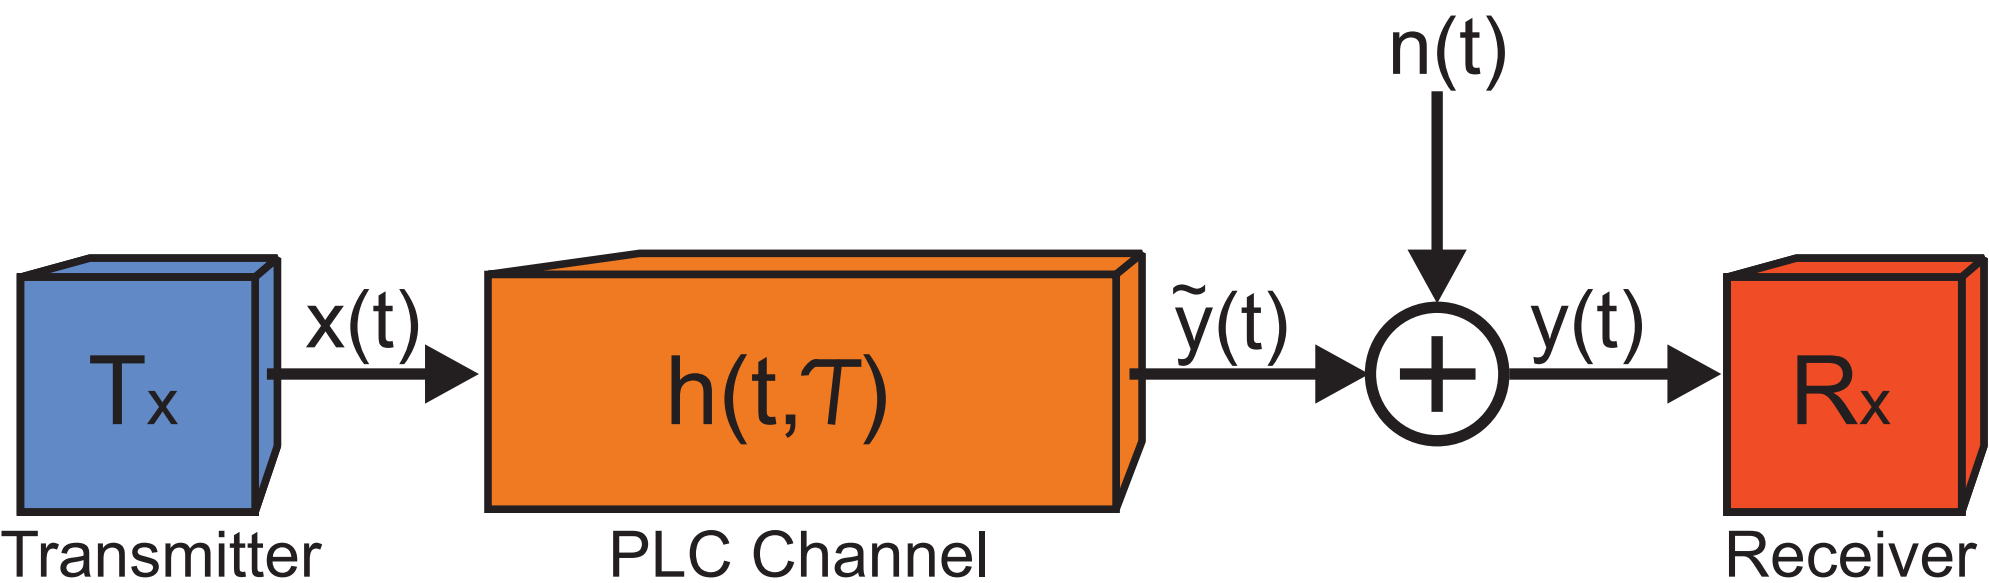 n(t)
x(t)
ỹ(t)
y(t)
Tx
h(t,τ)
Rx
Transmitter
PLC Channel
Receiver